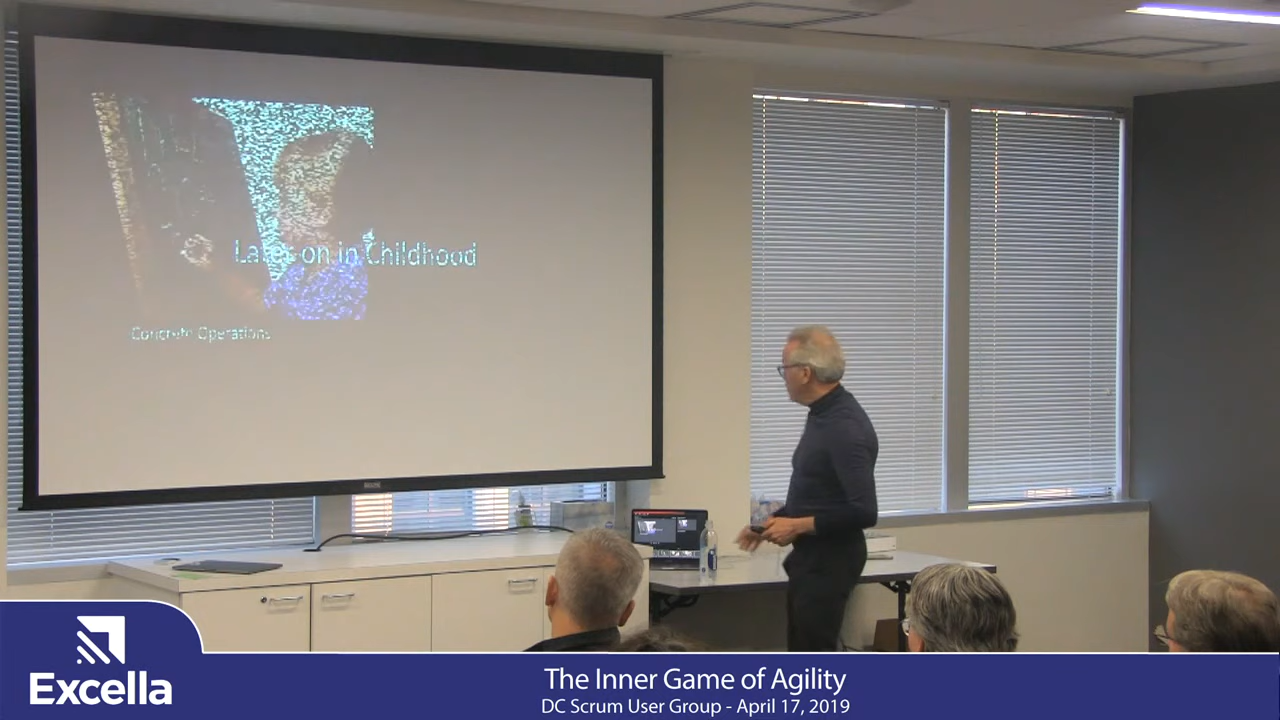 Later on in Childhood
Concrete Operations
Excella
The Inner Game of Agility
DC Scrum User Group - April 17, 2019